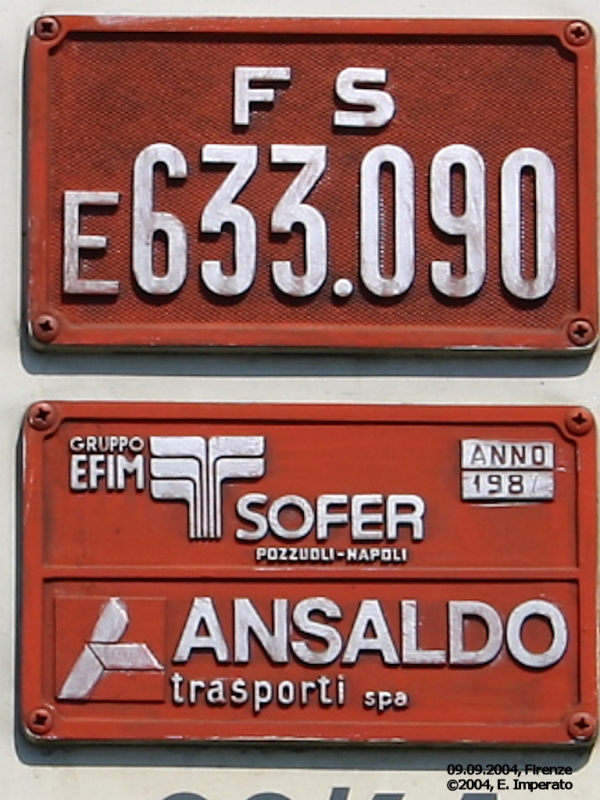 F S
E633.090
GRUPPO
EFIM
SOFER
POZZUOLI-NAPOLI
ANNO
ANSALDO
trasporti spa
09.09.2004, Firenze
©2004, E. Imperato